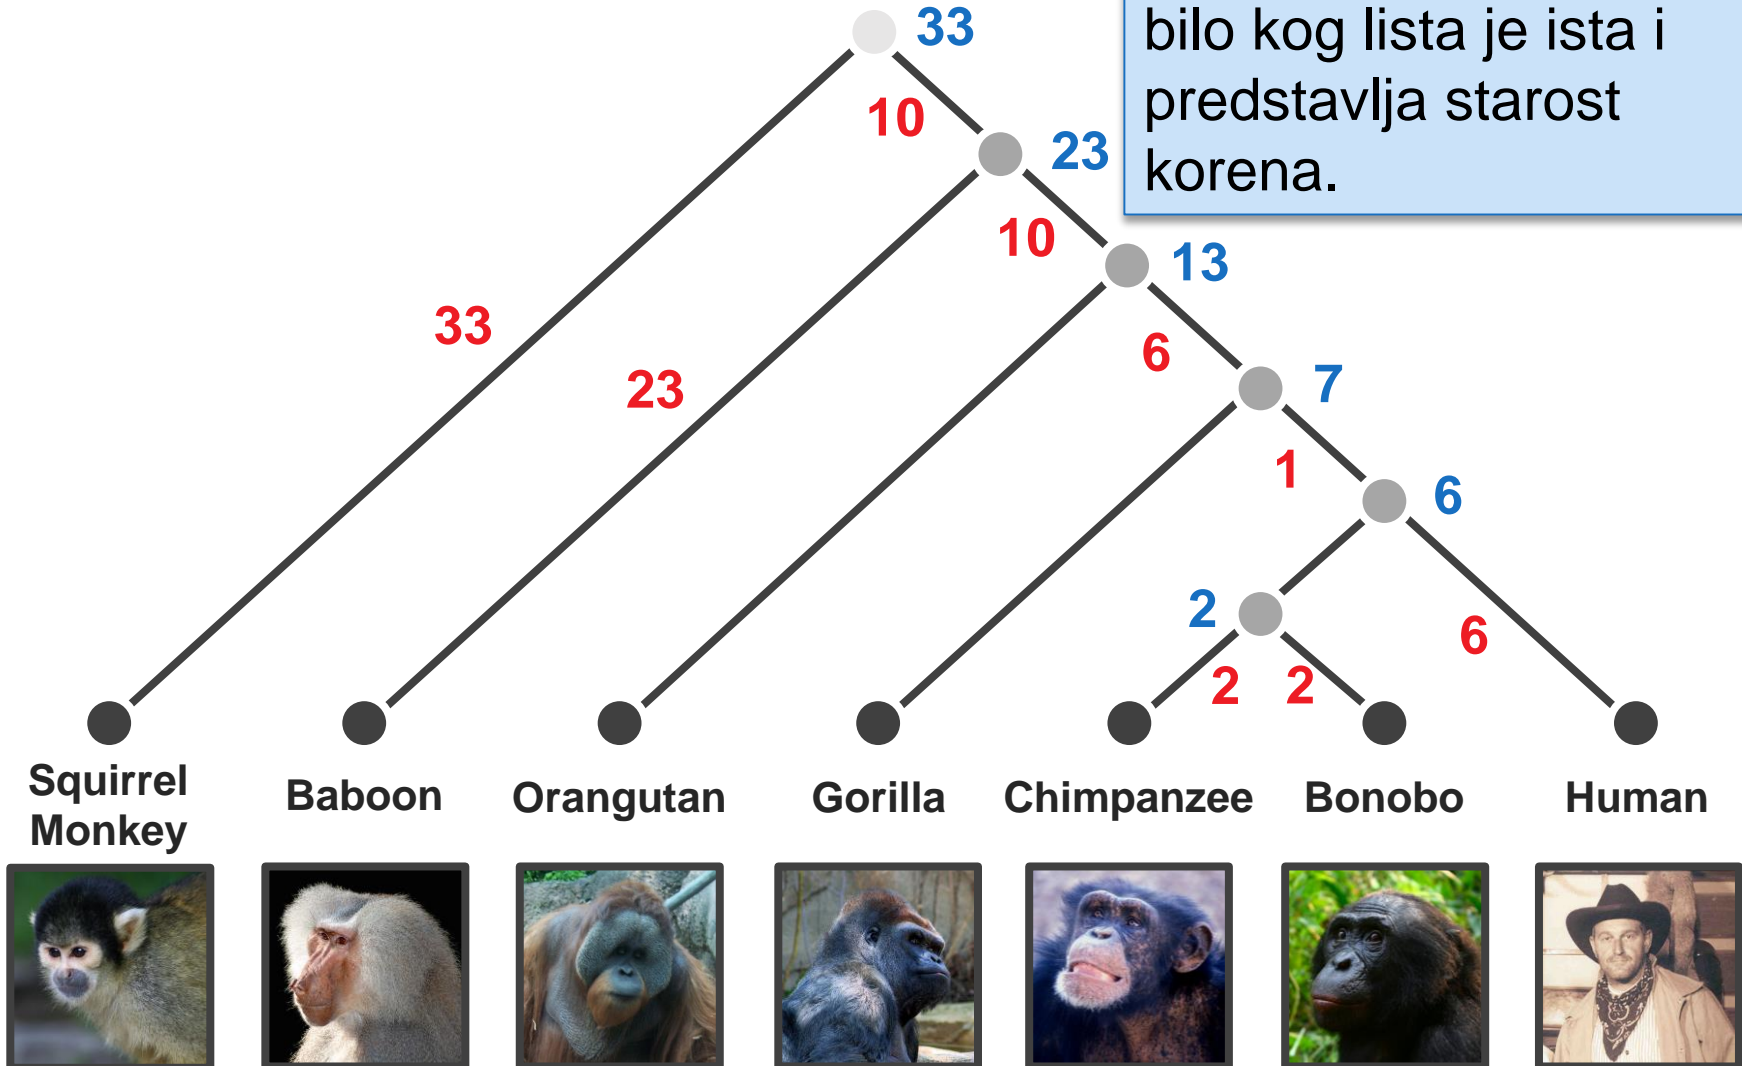 33
bilo kog lista je ista i
predstavlja starost
korena.
10
23
10
13
33
6
7
23
1
6
2
6
2
2
Squirrel
Monkey
Baboon
Orangutan
Gorilla
Chimpanzee
Bonobo
Human